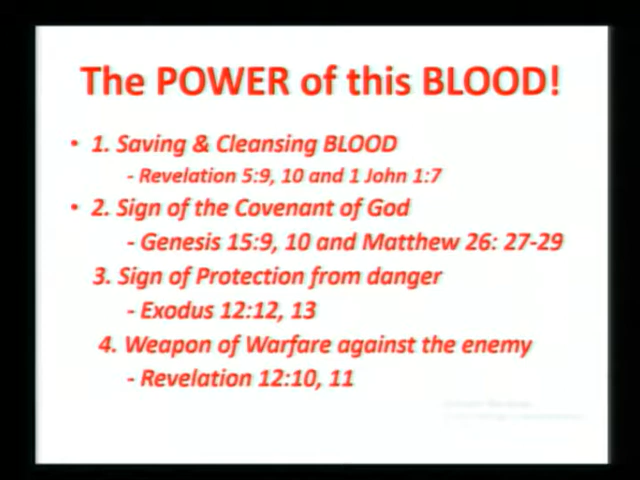 The POWER of this BLOOD!
• 1. Saving & Cleansing BLOOD
- Revelation 5:9, 10 and 1 John 1:7
• 2. Sign of the Covenant of God
- Genesis 15:9, 10 and Matthew 26: 27-29
3. Sign of Protection from danger
- Exodus 12:12, 13
4. Weapon of Warfare against the enemy
- Revelation 12:10, 11